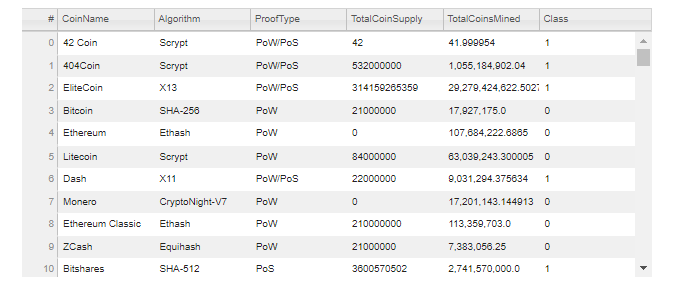 # CoinName Algorithm ProofType TotalCoinSupply TotalCoinsMined Class
0 42 Coin Scrypt PoW/PoS 42 41.999954 1
1 404Coin Scrypt PoW/PoS 532000000 1,055,184,902.04 1
2 EliteCoin X13 PoW/PoS 314159265359 29,279,424,622.5027 1
3 Bitcoin SHA-256 PoW 21000000 17,927,175.0 0
4 Ethereum Ethash PoW 0 107,684,222.6865 0
5 Litecoin Scrypt PoW 84000000 63,039,243.300005 0
6 Dash X11 PoW/PoS 22000000 9,031,294.375634 1
7 Monero CryptoNight-V7 PoW 0 17,201,143.144913 0
8 Ethereum Classic Ethash PoW 210000000 113,359,703.0 0
9 ZCash Equihash PoW 21000000 7,383,056.25 0
10 Bitshares SHA-512 PoS 3600570502 2,741,570,000.0 1